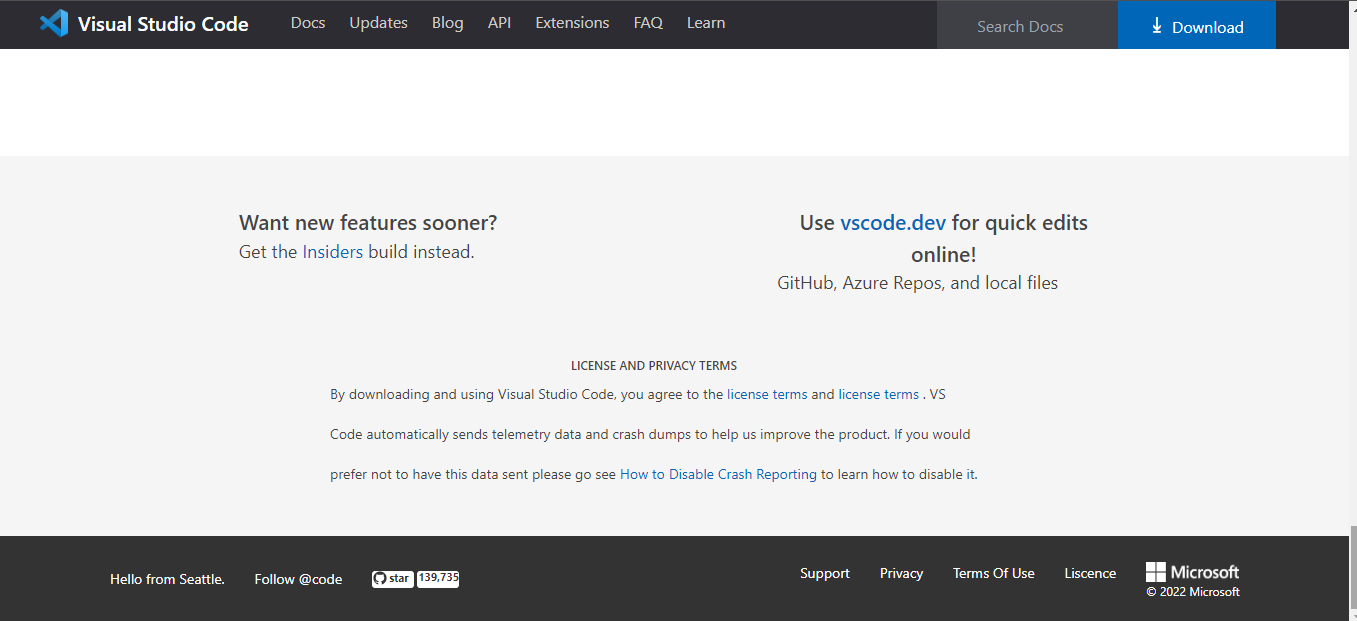 Visual Studio Code Docs Updates Blog API Extensions FAQ Learn Search Docs Download
Want new features sooner?
Get the Insiders build instead.
Use vscode.dev for quick edits
online!
GitHub, Azure Repos, and local files
LICENSE AND PRIVACY TERMS
By downloading and using Visual Studio Code, you agree to the license terms and license terms . VS
Code automatically sends telemetry data and crash dumps to help us improve the product. If you would
prefer not to have this data sent please go see How to Disable Crash Reporting to learn how to disable it.
Hello from Seattle. Follow @code star 139,735
Support Privacy Terms Of Use Liscence Microsoft
© 2022 Microsoft